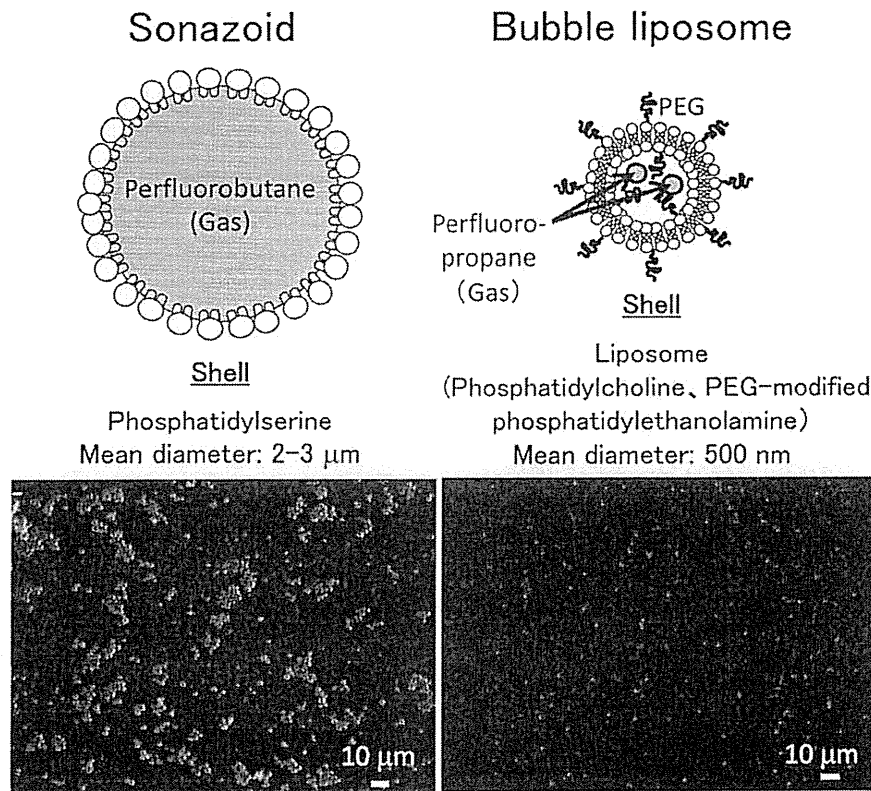 Sonazoid
Perfluorobutane
(Gas)
Shell
Phosphatidylserine
Mean diameter: 2-3 μm
10 μm
Bubble liposome
PEG
Perfluoro-
propane
(Gas)
Shell
Liposome
(Phosphatidylcholine、PEG-modified
phosphatidylethanolamine)
Mean diameter: 500 nm
10 μm